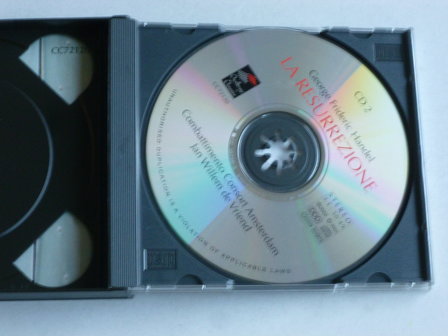 CC7212
CD 2
George Frideric Handel
LA RESURREZIONE
Combattimento Consort Amsterdam
Jan Willem de Vriend
STEREO
UNAUTHORISED DUPLICATION IS A VIOLATION OF APPLICABLE LAWS